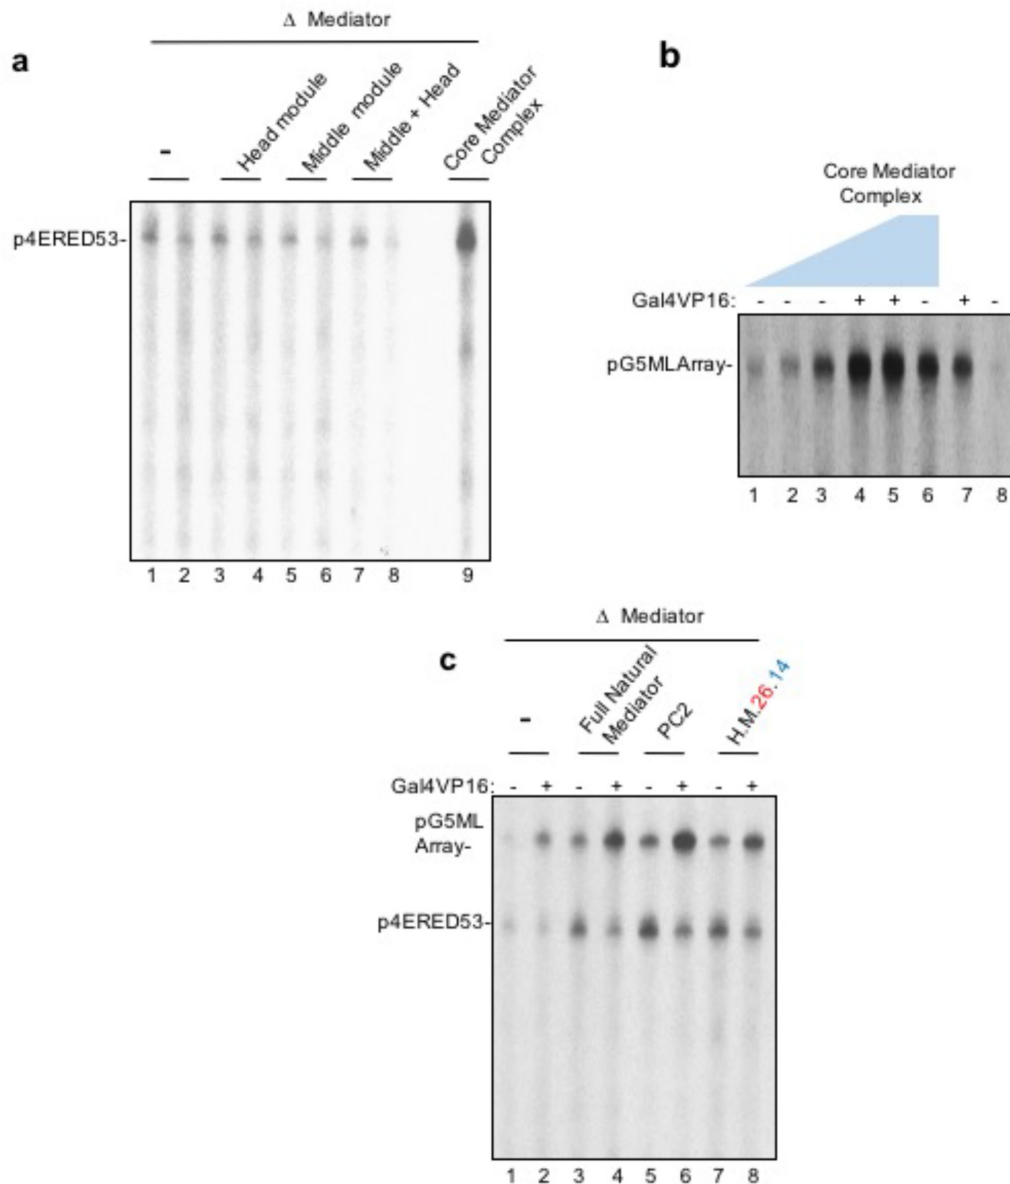 a
Δ Mediator
-
Head module
Middle module
Middle + Head
Core Mediator
Complex
p4ERED53-
1 2 3 4 5 6 7 8 9
b
Core Mediator
Complex
Gal4VP16: - - - + + - + -
pG5MLArray-
1 2 3 4 5 6 7 8
c
Δ Mediator
-
Full Natural
Mediator
PC2
H.M.26.14
Gal4VP16: - + - + - + - +
pG5ML
Array-
p4ERED53-
1 2 3 4 5 6 7 8